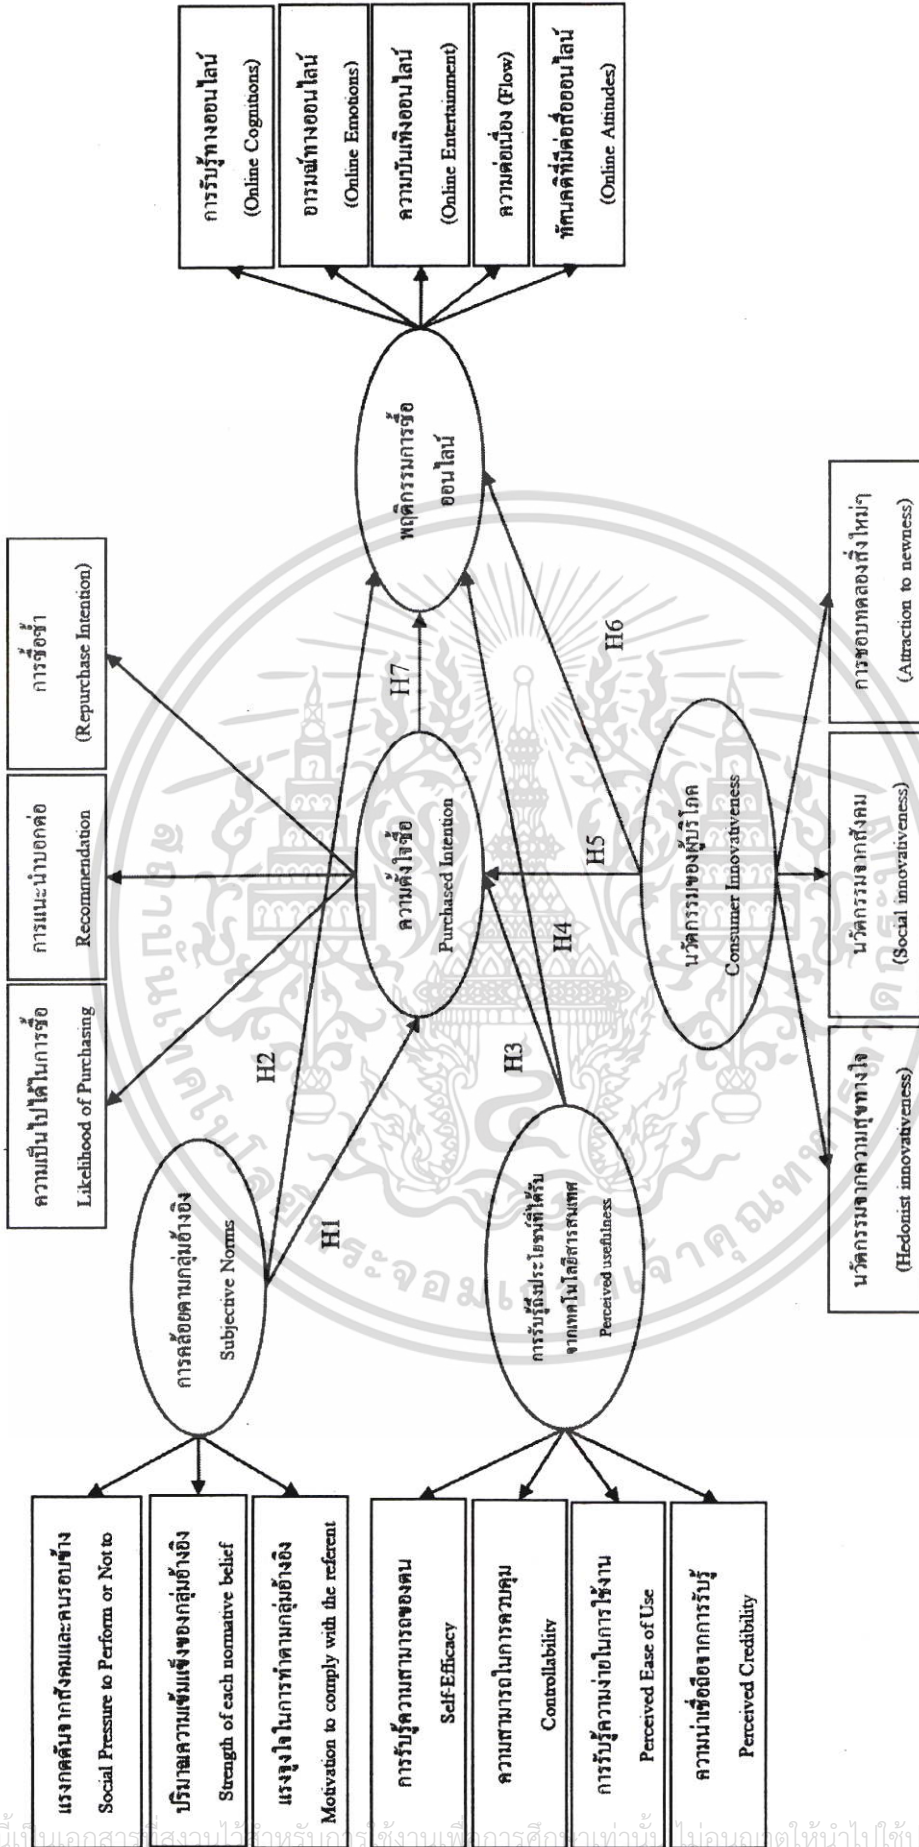 แรงกดดันจากสังคมและคนรอบข้าง
Social Pressure to Perform or Not to
ปริมาณความเข้มแข็งของกลุ่มอ้างอิง
Strength of each normative belief
แรงจูงใจในการทำตามกลุ่มอ้างอิง
Motivation to comply with the referent
การคล้อยตามกลุ่มอ้างอิง
Subjective Norms
ความเป็นไปได้ในการซื้อ
Likelihood of Purchasing
การแนะนำบอกต่อ
Recommendation
การซื้อซ้ำ
(Repurchase Intention)
การรับรู้ความสามารถของตน
Self-Efficacy
ความสามารถในการควบคุม
Controllability
การรับรู้ความง่ายในการใช้งาน
Perceived Ease of Use
ความน่าเชื่อถือจากการรับรู้
Perceived Credibility
การรับรู้ถึงประโยชน์ที่ได้รับ
จากเทคโนโลยีสารสนเทศ
Perceived usefulness
ความตั้งใจซื้อ
Purchased Intention
H1
H2
H3
H4
H5
H6
H7
พฤติกรรมการซื้อ
ออนไลน์
การรับรู้ทางออนไลน์
(Online Cognitions)
อารมณ์ทางออนไลน์
(Online Emotions)
ความบันเทิงออนไลน์
(Online Entertainment)
ความต่อเนื่อง (Flow)
ทัศนคติที่มีต่อสื่อออนไลน์
(Online Attitudes)
นวัตกรรมของผู้บริโภค
Consumer Innovativeness
นวัตกรรมจากความสุขทางใจ
(Hedonist innovativeness)
นวัตกรรมจากสังคม
(Social innovativeness)
การชอบทดลองสิ่งใหม่ๆ
(Attraction to newness)